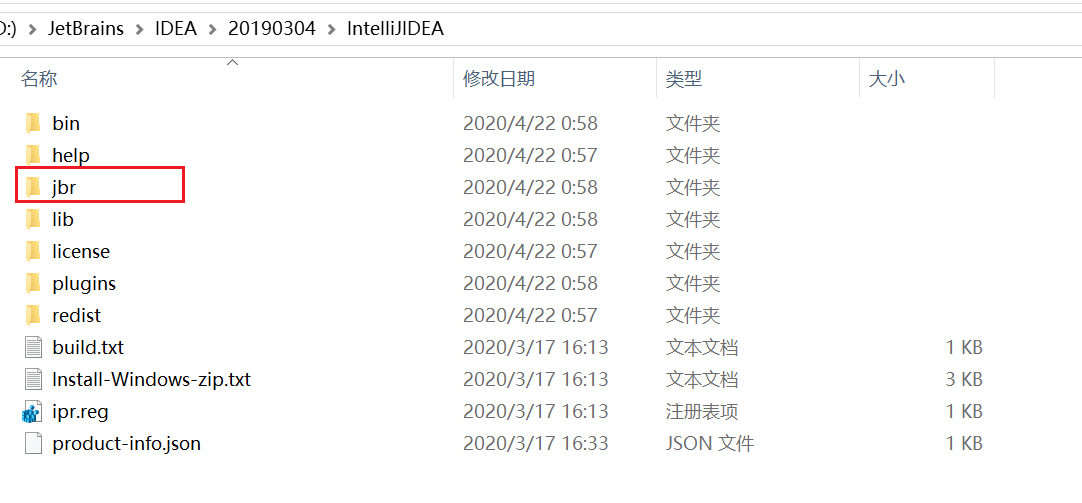 D:) > JetBrains > IDEA > 20190304 > IntelliJIDEA
名称 修改日期 类型 大小
bin 2020/4/22 0:58 文件夹
help 2020/4/22 0:57 文件夹
jbr 2020/4/22 0:58 文件夹
lib 2020/4/22 0:58 文件夹
license 2020/4/22 0:57 文件夹
plugins 2020/4/22 0:58 文件夹
redist 2020/4/22 0:57 文件夹
build.txt 2020/3/17 16:13 文本文档 1 KB
Install-Windows-zip.txt 2020/3/17 16:13 文本文档 3 KB
ipr.reg 2020/3/17 16:13 注册表项 1 KB
product-info.json 2020/3/17 16:33 JSON 文件 1 KB